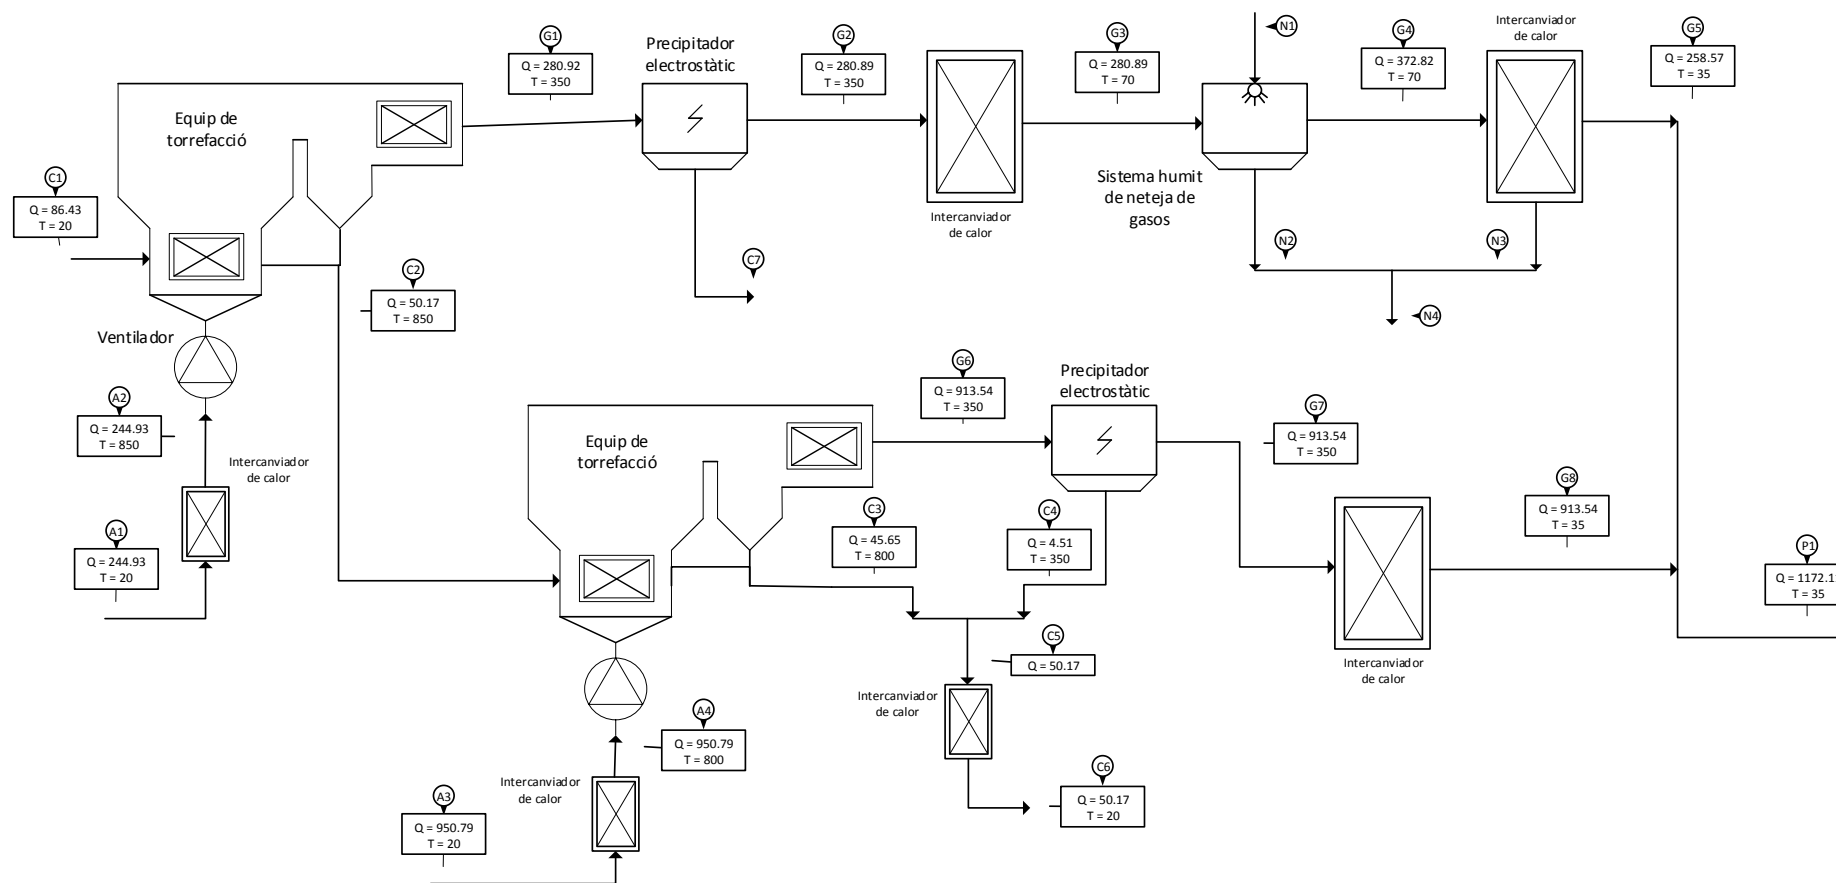 G1
Q = 280.92
T = 350
Precipitador
electrostàtic
G2
Q = 280.89
T = 350
G3
Q = 280.89
T = 70
N1
G4
Q = 372.82
T = 70
Intercanviador
de calor
G5
Q = 258.57
T = 35
Equip de
torrefacció
C1
Q = 86.43
T = 20
Intercanviador
de calor
Sistema humit
de neteja de
gasos
C7
N2
N3
N4
C2
Q = 50.17
T = 850
Ventilador
A2
Q = 244.93
T = 850
Intercanviador
de calor
A1
Q = 244.93
T = 20
G6
Q = 913.54
T = 350
Precipitador
electrostàtic
G7
Q = 913.54
T = 350
Equip de
torrefacció
C3
Q = 45.65
T = 800
C4
Q = 4.51
T = 350
G8
Q = 913.54
T = 35
P1
Q = 1172.1
T = 35
C5
Q = 50.17
Intercanviador
de calor
Intercanviador
de calor
A4
Q = 950.79
T = 800
Intercanviador
de calor
A3
Q = 950.79
T = 20
C6
Q = 50.17
T = 20